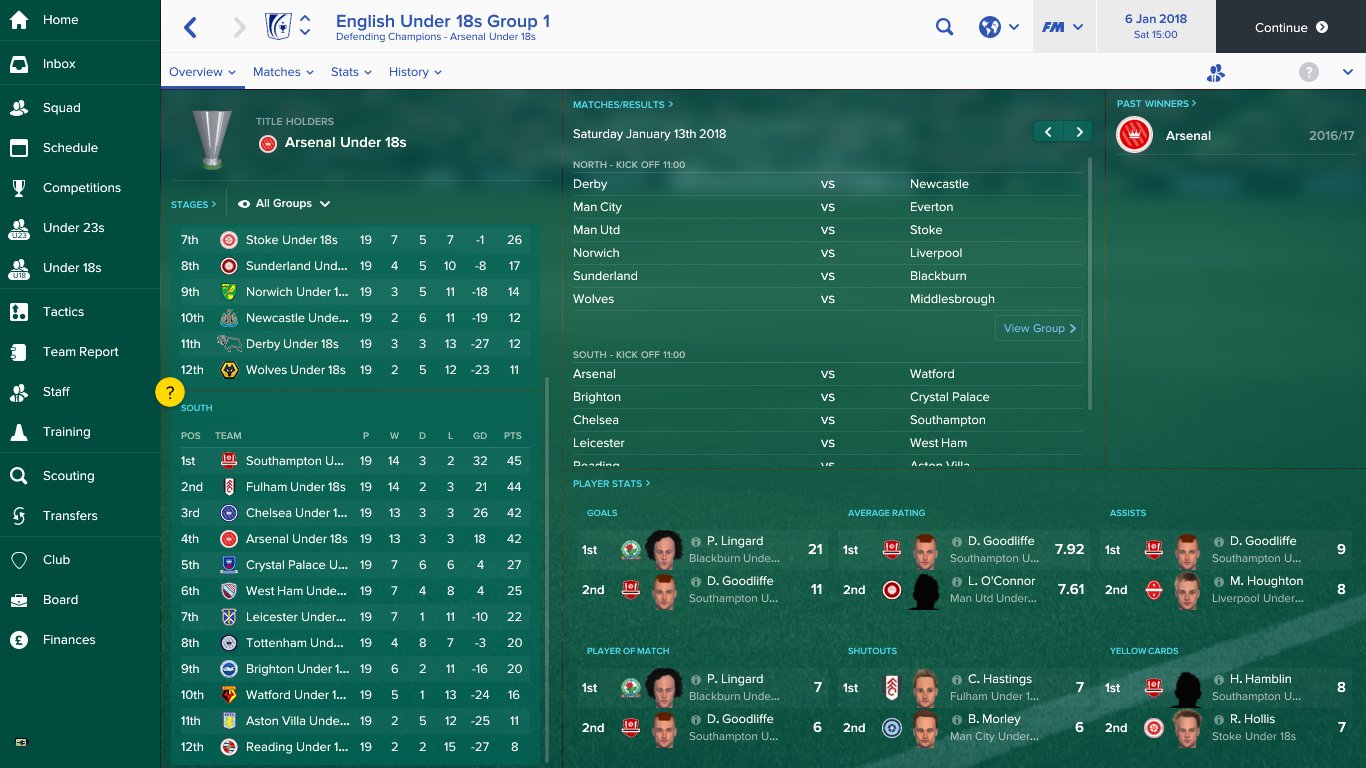 Home
Inbox
Squad
Schedule
Competitions
Under 23s
U23
Under 18s
U18
Tactics
Team Report
Staff
Training
Scouting
Transfers
Club
Board
Finances
English Under 18s Group 1
Defending Champions - Arsenal Under 18s
FM
6 Jan 2018
Sat 15:00
Continue
Overview Matches Stats History
?
TITLE HOLDERS
Arsenal Under 18s
STAGES > All Groups
7th Stoke Under 18s 19 7 5 7 -1 26
8th Sunderland Und... 19 4 5 10 -8 17
9th Norwich Under 1... 19 3 5 11 -18 14
10th Newcastle Unde... 19 2 6 11 -19 12
11th Derby Under 18s 19 3 3 13 -27 12
12th Wolves Under 18s 19 2 5 12 -23 11
?
SOUTH
POS TEAM P W D L GD PTS
1st Southampton U... 19 14 3 2 32 45
2nd Fulham Under 18s 19 14 2 3 21 44
3rd Chelsea Under 1... 19 13 3 3 26 42
4th Arsenal Under 18s 19 13 3 3 18 42
5th Crystal Palace U... 19 7 6 6 4 27
6th West Ham Unde... 19 7 4 8 4 25
7th Leicester Under... 19 7 1 11 -10 22
8th Tottenham Und... 19 4 8 7 -3 20
9th Brighton Under 1... 19 6 2 11 -16 20
10th Watford Under 1... 19 5 1 13 -24 16
11th Aston Villa Unde... 19 2 5 12 -25 11
12th Reading Under 1... 19 2 2 15 -27 8
MATCHES/RESULTS >
Saturday January 13th 2018
NORTH - KICK OFF 11:00
Derby vs Newcastle
Man City vs Everton
Man Utd vs Stoke
Norwich vs Liverpool
Sunderland vs Blackburn
Wolves vs Middlesbrough
View Group >
SOUTH - KICK OFF 11:00
Arsenal vs Watford
Brighton vs Crystal Palace
Chelsea vs Southampton
Leicester vs West Ham
Reading vs Aston Villa
PAST WINNERS >
Arsenal 2016/17
PLAYER STATS >
GOALS
1st P. Lingard 21
Blackburn Unde...
2nd D. Goodliffe 11
Southampton U...
AVERAGE RATING
1st D. Goodliffe 7.92
Southampton U...
2nd L. O'Connor 7.61
Man Utd Under...
ASSISTS
1st D. Goodliffe 9
Southampton U...
2nd M. Houghton 8
Liverpool Under...
PLAYER OF MATCH
1st P. Lingard 7
Blackburn Unde...
2nd D. Goodliffe 6
Southampton U...
SHUTOUTS
1st C. Hastings 7
Fulham Under 1...
2nd B. Morley 6
Man City Under...
YELLOW CARDS
1st H. Hamblin 8
Southampton U...
2nd R. Hollis 7
Stoke Under 18s